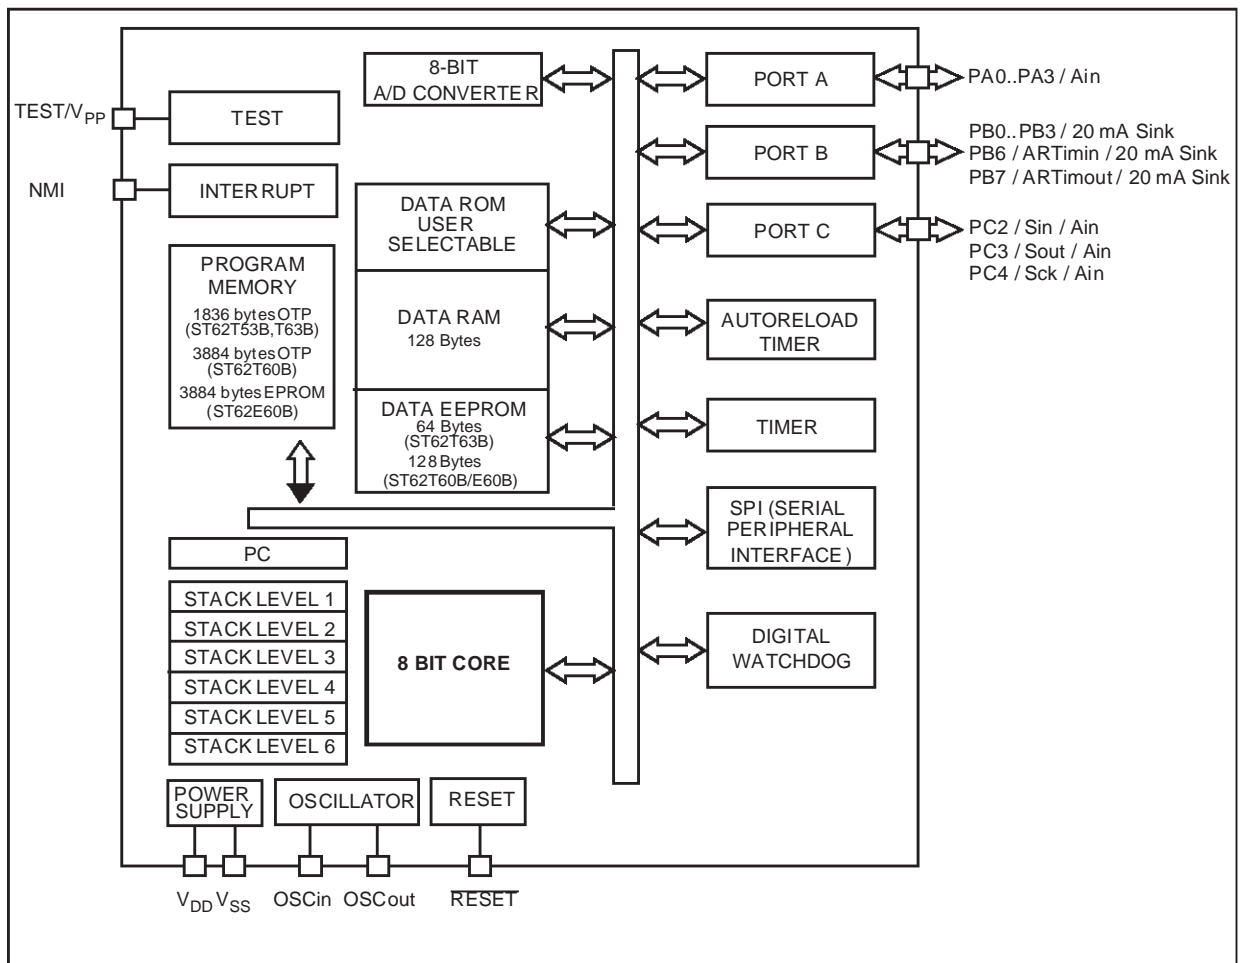 8-BIT
A/D CONVERTER
PORT A
PA0..PA3 / Ain
TEST/VPP
TEST
PORT B
PB0..PB3 / 20 mA Sink
PB6 / ARTimin / 20 mA Sink
PB7 / ARTimout / 20 mA Sink
NMI
INTERRUPT
DATA ROM
USER
SELECTABLE
PORT C
PC2 / Sin / Ain
PC3 / Sout / Ain
PC4 / Sck / Ain
PROGRAM
MEMORY
1836 bytes OTP
(ST62T53B,T63B)
3884 bytes OTP
(ST62T60B)
3884 bytes EPROM
(ST62E60B)
DATA RAM
128 Bytes
AUTORELOAD
TIMER
DATA EEPROM
64 Bytes
(ST62T63B)
128 Bytes
(ST62T60B/E60B)
TIMER
SPI (SERIAL
PERIPHERAL
INTERFACE)
PC
STACK LEVEL 1
STACK LEVEL 2
STACK LEVEL 3
STACK LEVEL 4
STACK LEVEL 5
STACK LEVEL 6
8 BIT CORE
DIGITAL
WATCHDOG
POWER
SUPPLY
OSCILLATOR
RESET
VDD VSS
OSCin
OSCout
RESET